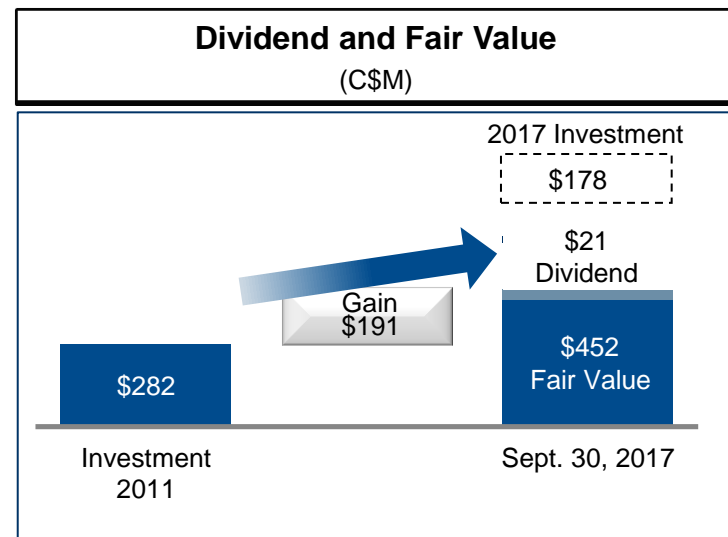 Dividend and Fair Value
(C$M)
2017 Investment
$178
$21
Dividend
Gain
$191
$452
Fair Value
$282
Investment
2011
Sept. 30, 2017